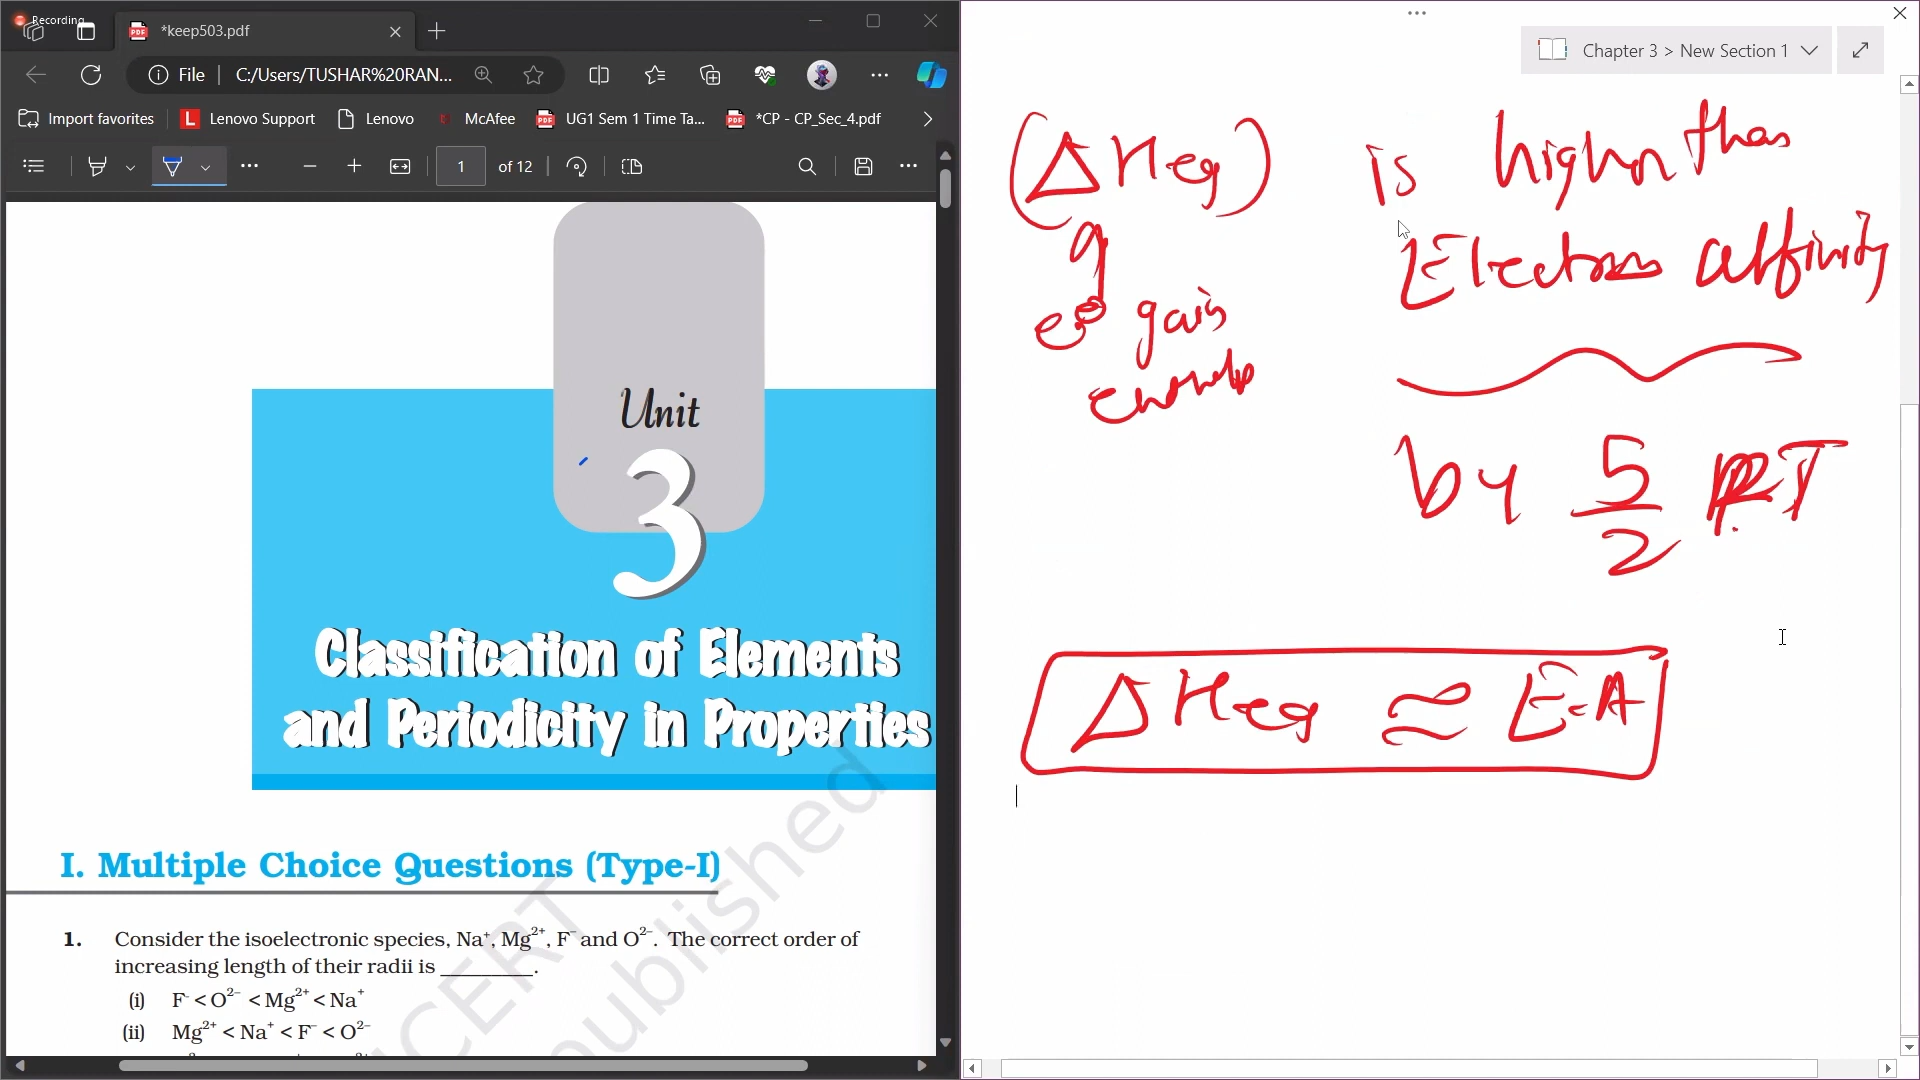 Recording
*keep503.pdf
File
C:/Users/TUSHAR%20RAN...
Import favorites
Lenovo Support
Lenovo
McAfee
UG1 Sem 1 Time Ta...
*CP - CP_Sec_4.pdf
1 of 12
Unit
3
Classification of Elements
and Periodicity in Properties
I. Multiple Choice Questions (Type-I)
1. Consider the isoelectronic species, Na⁺, Mg²⁺, F⁻ and O²⁻. The correct order of
increasing length of their radii is _________.
(i) F⁻ < O²⁻ < Mg²⁺ < Na⁺
(ii) Mg²⁺ < Na⁺ < F⁻ < O²⁻
NCERT
published
Chapter 3 > New Section 1
(ΔHeg) is higher than
Electron affinity
e⊖ gain
by 5/2 RT
ΔHeg ≈ E.A